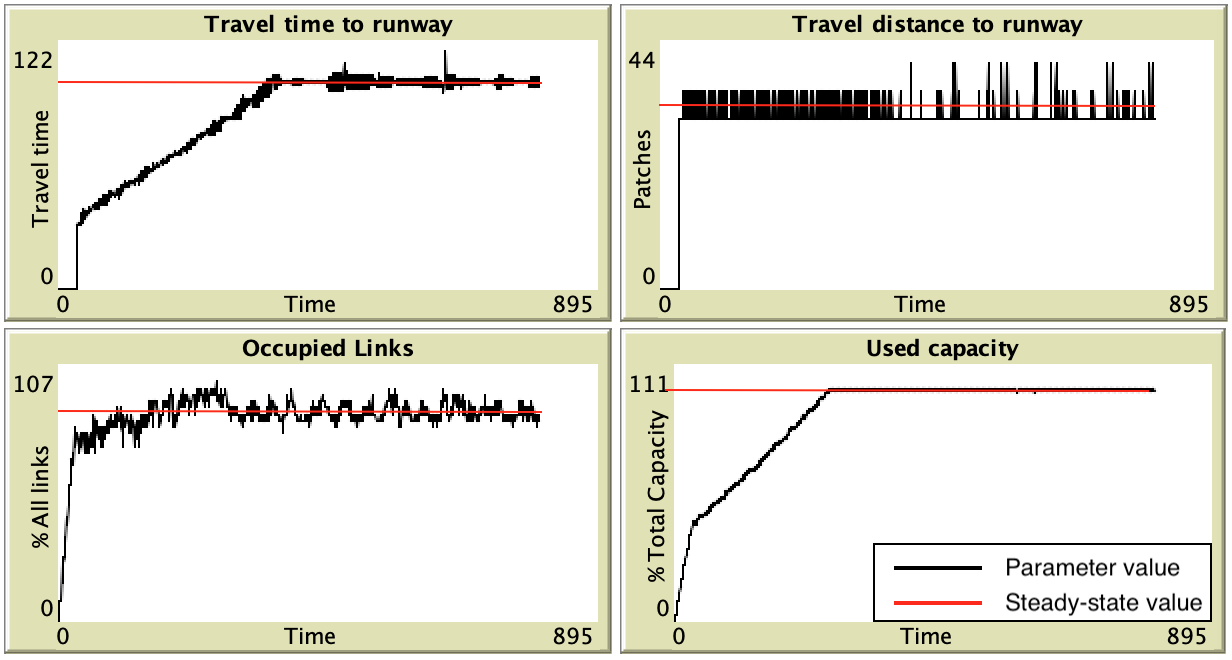 Travel time to runway
122
Travel time
0
0
Time
895
Travel distance to runway
44
Patches
0
0
Time
895
Occupied Links
107
% All links
0
0
Time
895
Used capacity
111
% Total Capacity
0
0
Time
895
Parameter value
Steady-state value